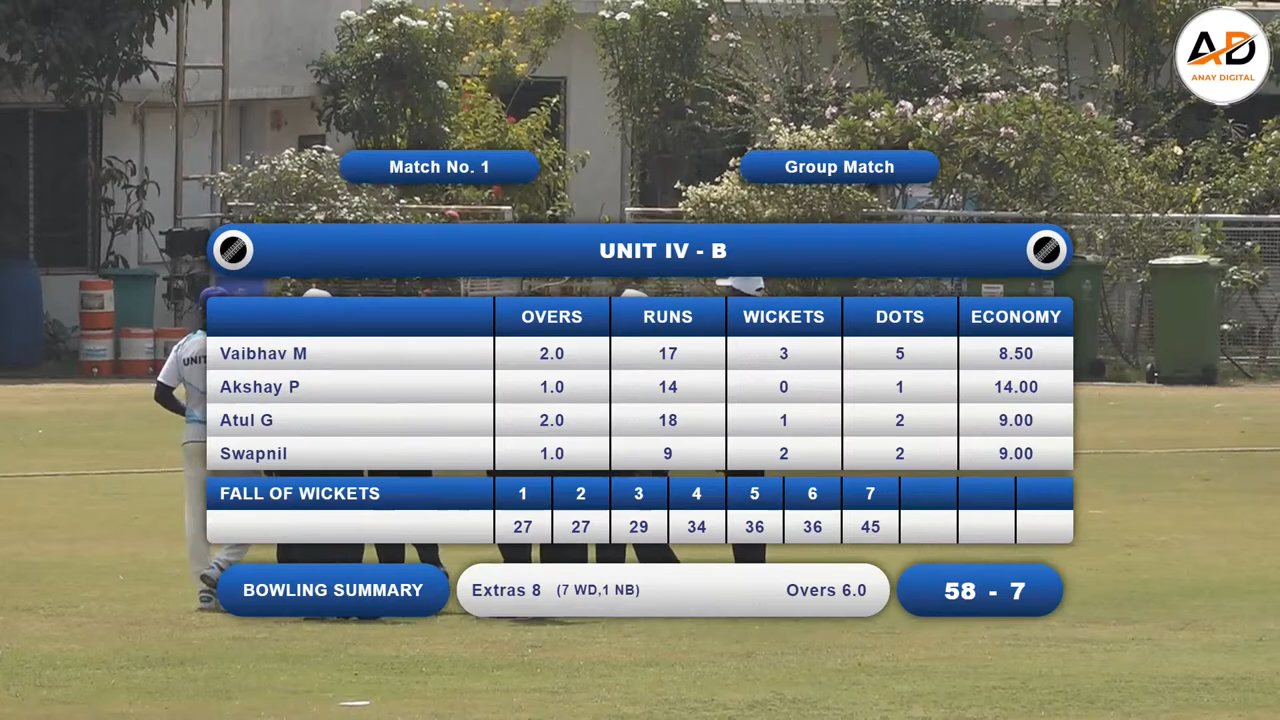 AD
ANAY DIGITAL
Match No. 1
Group Match
UNIT IV - B
OVERS RUNS WICKETS DOTS ECONOMY
Vaibhav M 2.0 17 3 5 8.50
Akshay P 1.0 14 0 1 14.00
Atul G 2.0 18 1 2 9.00
Swapnil 1.0 9 2 2 9.00
UNIT
FALL OF WICKETS 1 2 3 4 5 6 7
27 27 29 34 36 36 45
BOWLING SUMMARY Extras 8 (7 WD,1 NB) Overs 6.0 58 - 7